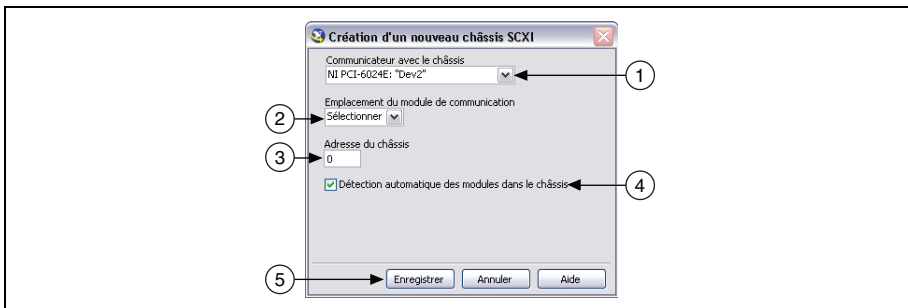 Création d'un nouveau châssis SCXI
Communicateur avec le châssis
NI PCI-6024E: "Dev2"
1
Emplacement du module de communication
Sélectionner
2
Adresse du châssis
0
3
Détection automatique des modules dans le châssis
4
5
Enregistrer
Annuler
Aide